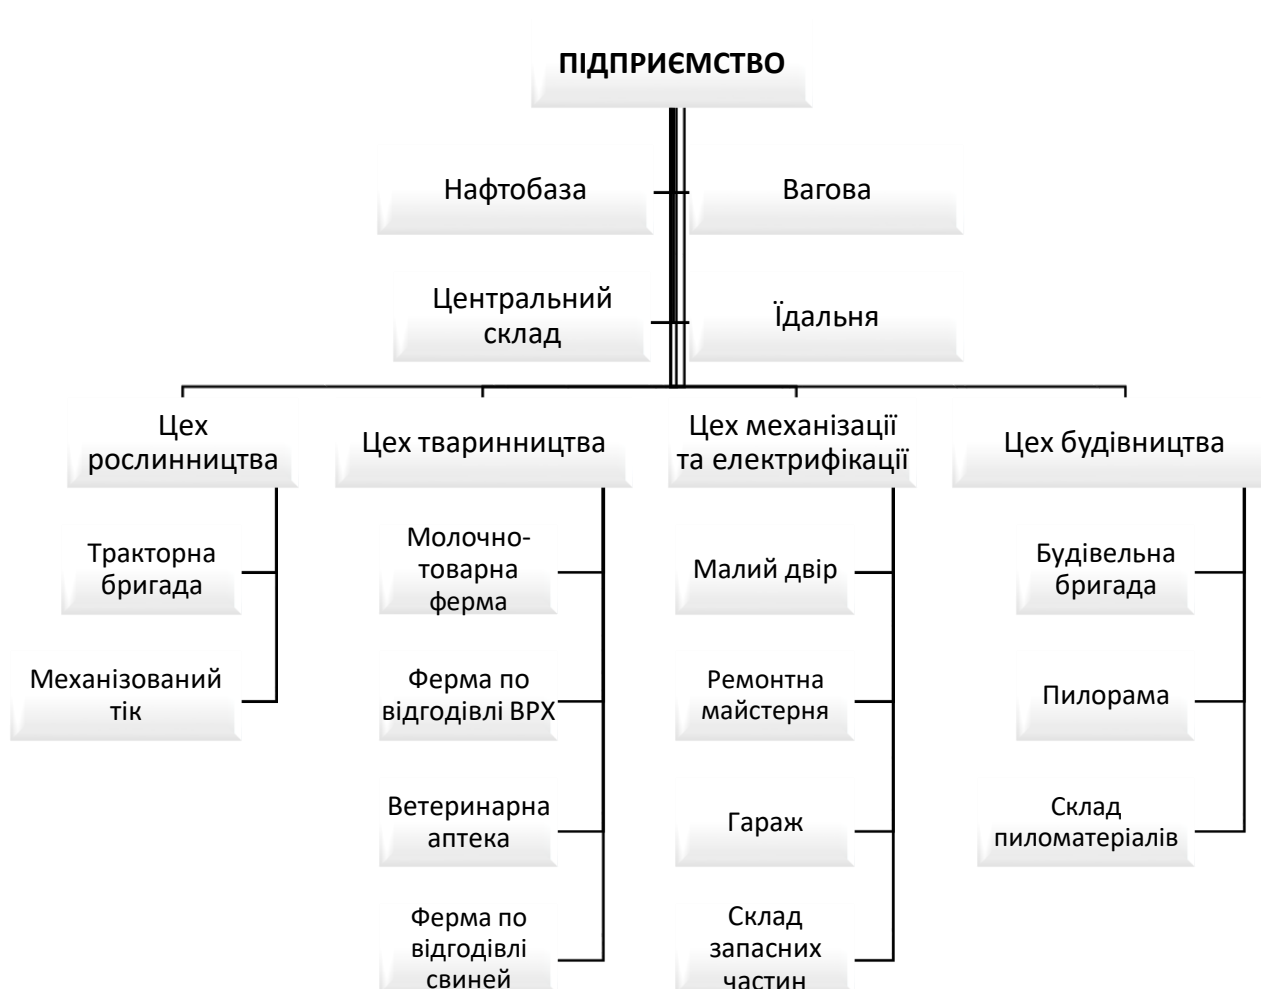 ПІДПРИЄМСТВО
Нафтобаза
Вагова
Центральний
склад
Їдальня
Цех
рослинництва
Тракторна
бригада
Механізований
тік
Цех тваринництва
Молочно-
товарна
ферма
Ферма по
відгодівлі ВРХ
Ветеринарна
аптека
Ферма по
відгодівлі
свиней
Цех механізації
та електрифікації
Малий двір
Ремонтна
майстерня
Гараж
Склад
запасних
частин
Цех будівництва
Будівельна
бригада
Пилорама
Склад
пиломатеріалів